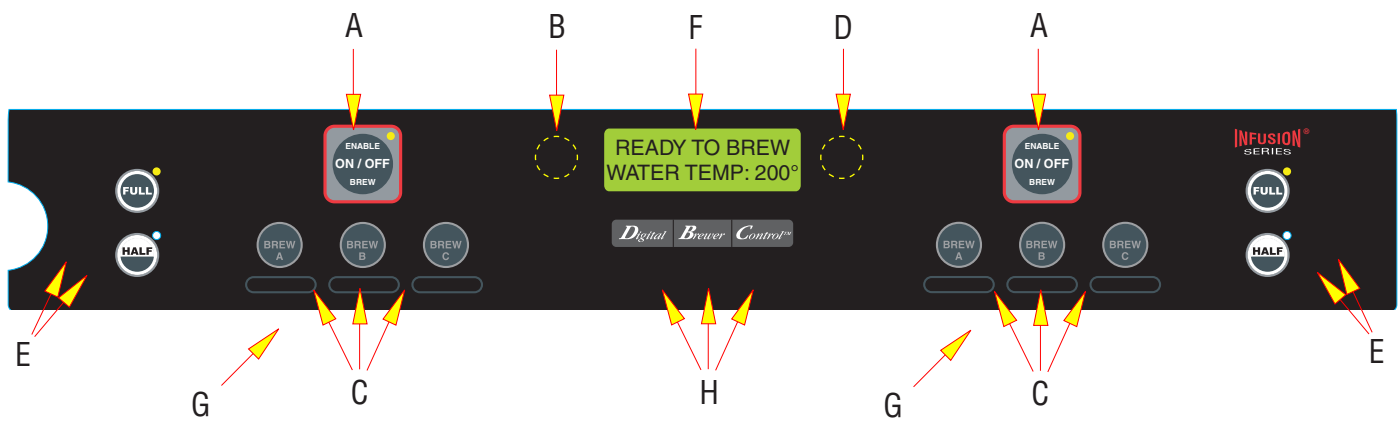 A B F D A
ENABLE
ON / OFF
BREW
READY TO BREW
WATER TEMP: 200°
ENABLE
ON / OFF
BREW
INFUSION®
SERIES
FULL
FULL
Digital Brewer Control™
HALF
BREW
A
BREW
B
BREW
C
BREW
A
BREW
B
BREW
C
HALF
E C H C E
G G